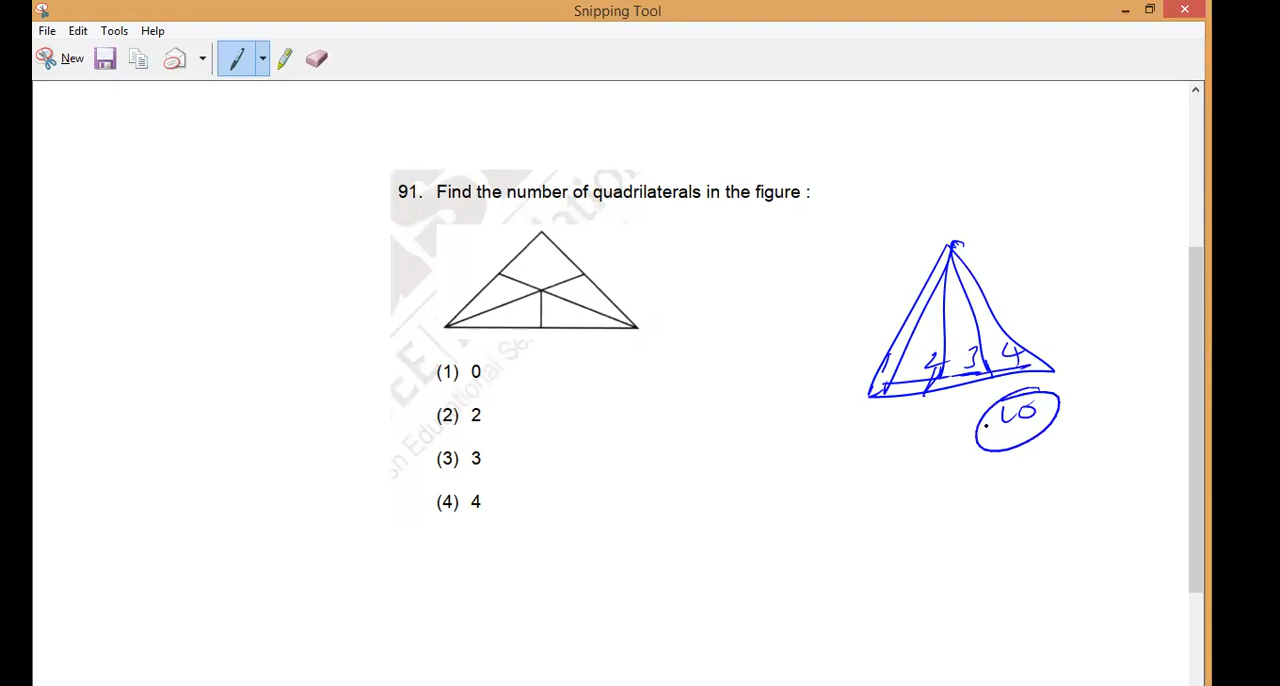 Snipping Tool
File Edit Tools Help
New
91. Find the number of quadrilaterals in the figure :
(1) 0
(2) 2
(3) 3
(4) 4
1 2 3 4
10